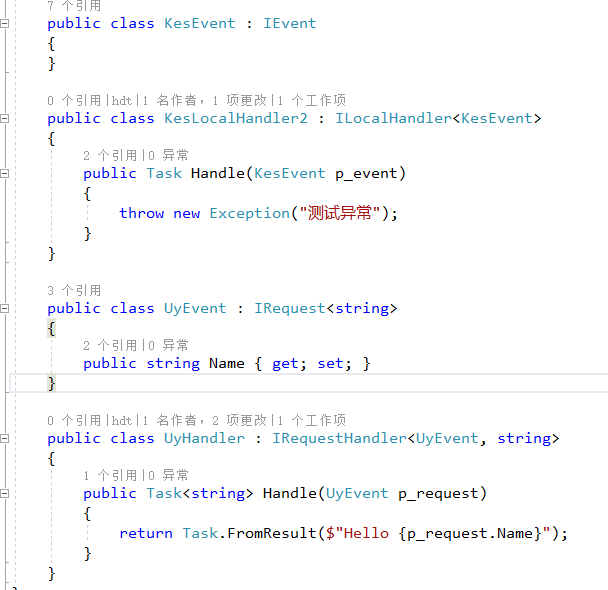 7 个引用
public class KesEvent : IEvent
{
}
0 个引用|hdt|1 名作者，1 项更改|1 个工作项
public class KesLocalHandler2 : ILocalHandler<KesEvent>
{
2 个引用|0 异常
public Task Handle(KesEvent p_event)
{
throw new Exception("测试异常");
}
}
3 个引用
public class UyEvent : IRequest<string>
{
2 个引用|0 异常
public string Name { get; set; }
}
0 个引用|hdt|1 名作者，2 项更改|1 个工作项
public class UyHandler : IRequestHandler<UyEvent, string>
{
1 个引用|0 异常
public Task<string> Handle(UyEvent p_request)
{
return Task.FromResult($"Hello {p_request.Name}");
}
}